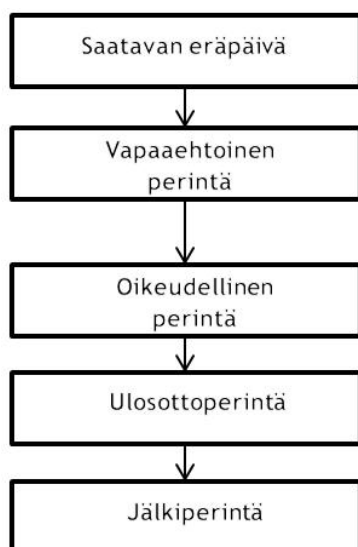 Saatavan eräpäivä
Vapaaehtoinen
perintä
Oikeudellinen
perintä
Ulosottoperintä
Jälkiperintä